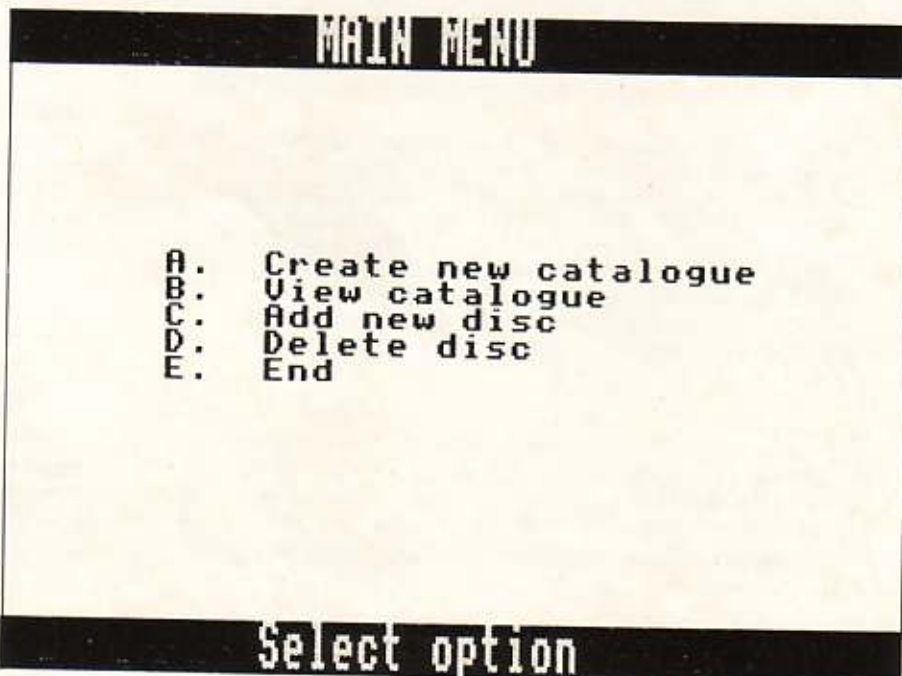 MAIN MENU
A. Create new catalogue
B. View catalogue
C. Add new disc
D. Delete disc
E. End
Select option